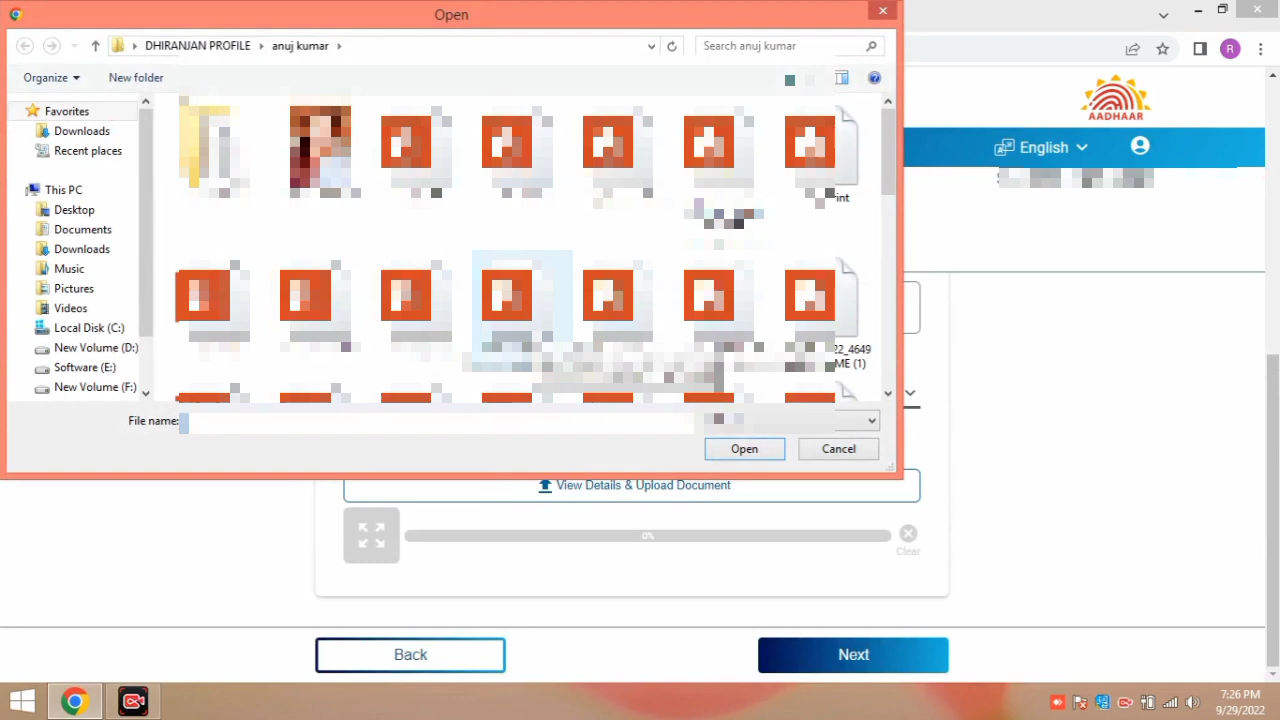 Open
DHIRANJAN PROFILE
anuj kumar
Search anuj kumar
Organize
New folder
Favorites
Downloads
Recent places
This PC
Desktop
Documents
Downloads
Music
Pictures
Videos
Local Disk (C:)
New Volume (D:)
Software (E:)
New Volume (F:)
File name:
Open
Cancel
R
AADHAAR
English
View Details & Upload Document
0%
Clear
Back
Next
7:26 PM
9/29/2022